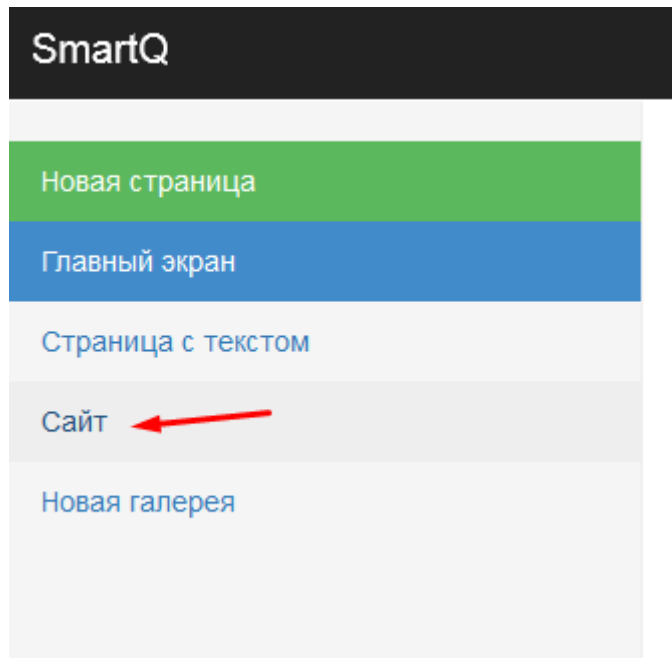 SmartQ
Новая страница
Главный экран
Страница с текстом
Сайт
Новая галерея